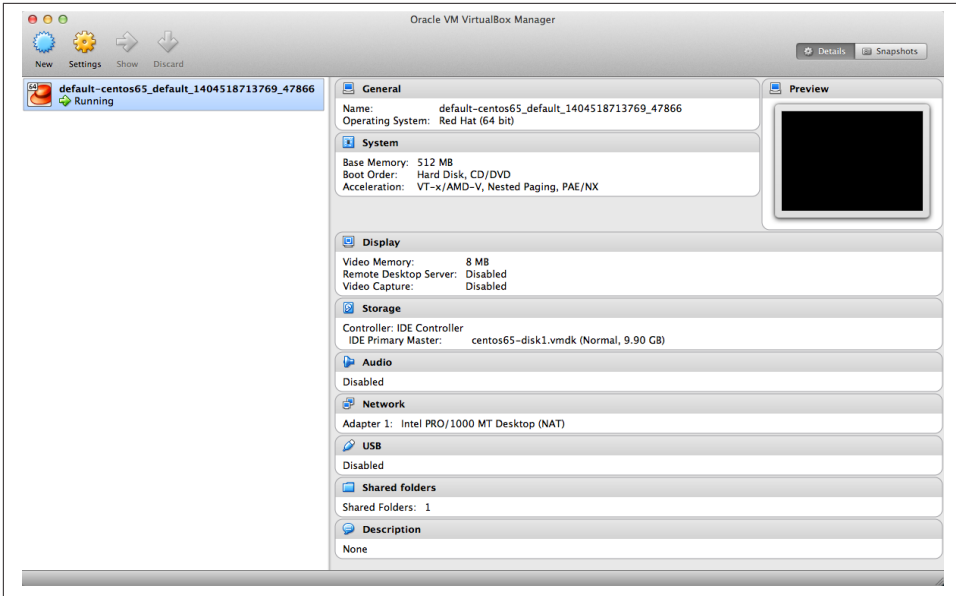 Oracle VM VirtualBox Manager
New Settings Show Discard
Details Snapshots
64
default-centos65_default_1404518713769_47866
Running
General
Name: default-centos65_default_1404518713769_47866
Operating System: Red Hat (64 bit)
System
Base Memory: 512 MB
Boot Order: Hard Disk, CD/DVD
Acceleration: VT-x/AMD-V, Nested Paging, PAE/NX
Preview
Display
Video Memory: 8 MB
Remote Desktop Server: Disabled
Video Capture: Disabled
Storage
Controller: IDE Controller
IDE Primary Master: centos65-disk1.vmdk (Normal, 9.90 GB)
Audio
Disabled
Network
Adapter 1: Intel PRO/1000 MT Desktop (NAT)
USB
Disabled
Shared folders
Shared Folders: 1
Description
None